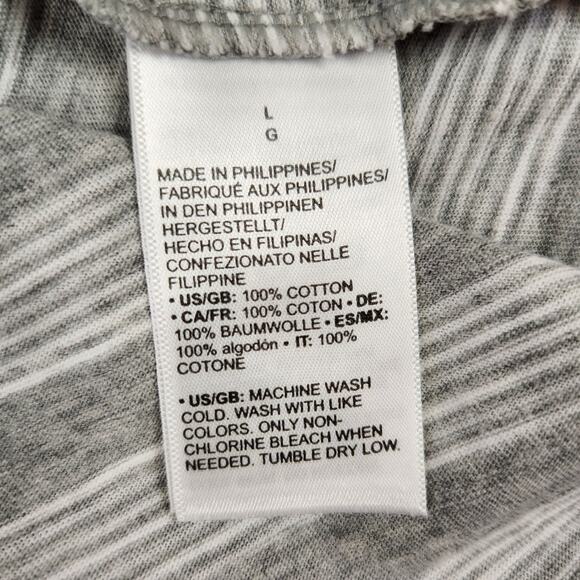 L
G
MADE IN PHILIPPINES/
FABRIQUÉ AUX PHILIPPINES/
IN DEN PHILIPPINEN
HERGESTELLT/
HECHO EN FILIPINAS/
CONFEZIONATO NELLE
FILIPPINE
• US/GB: 100% COTTON
• CA/FR: 100% COTON • DE:
100% BAUMWOLLE • ES/MX:
100% algodón • IT: 100%
COTONE
• US/GB: MACHINE WASH
COLD. WASH WITH LIKE
COLORS. ONLY NON-
CHLORINE BLEACH WHEN
NEEDED. TUMBLE DRY LOW.